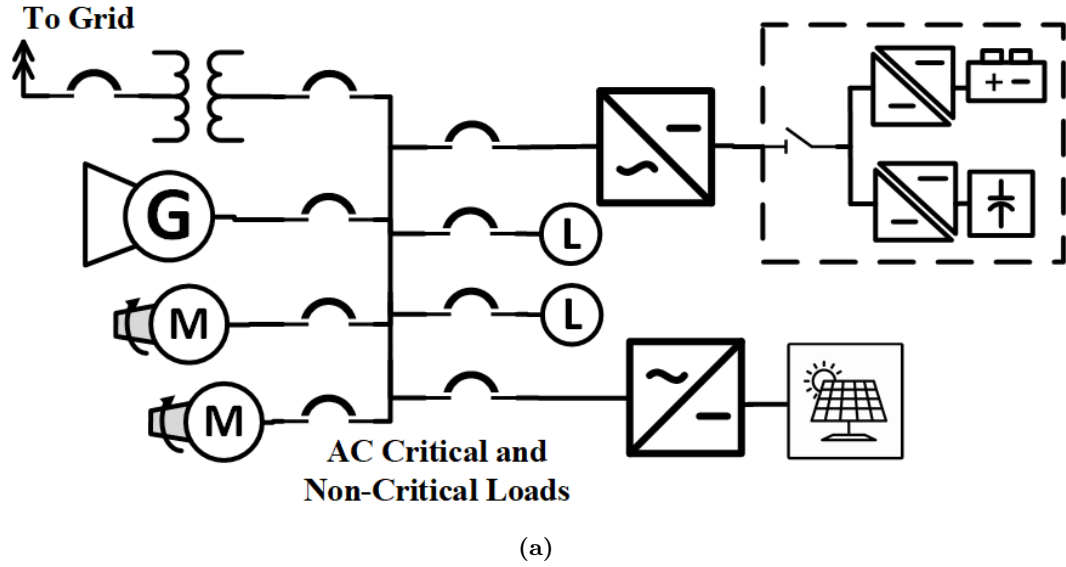 To Grid
G
M
M
L
L
+ -
AC Critical and
Non-Critical Loads
(a)